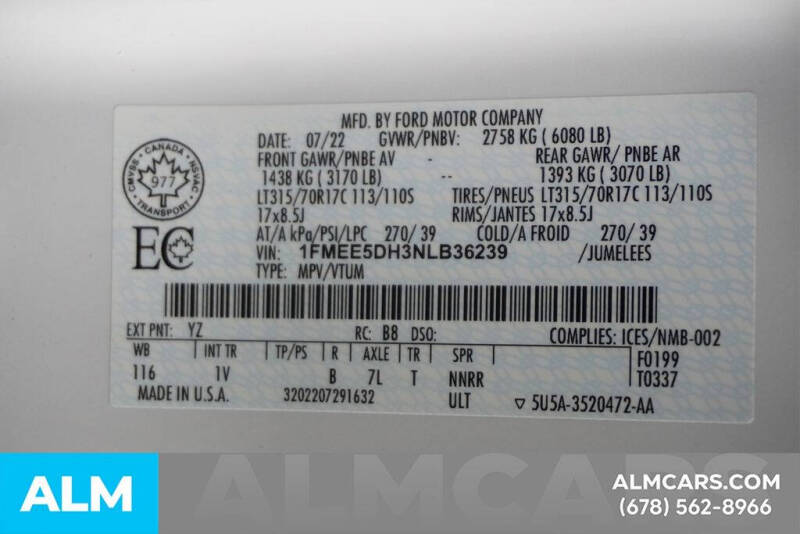 MFD. BY FORD MOTOR COMPANY
DATE: 07/22 GVWR/PNBV: 2758 KG ( 6080 LB)
FRONT GAWR/PNBE AV - REAR GAWR/ PNBE AR
1438 KG ( 3170 LB) -- 1393 KG ( 3070 LB)
LT315/70R17C 113/110S TIRES/PNEUS LT315/70R17C 113/110S
17x8.5J RIMS/JANTES 17x8.5J
AT/A kPa/PSI/LPC 270/ 39 COLD/A FROID 270/ 39
VIN: 1FMEE5DH3NLB36239 /JUMELEES
TYPE: MPV/VTUM
CMVSS · CANADA · NSVAC
977
TRANSPORT
EC
EXT PNT: YZ RC: B8 DSO: COMPLIES: ICES/NMB-002
WB INT TR TP/PS R AXLE TR SPR F0199
116 1V B 7L T NNRR T0337
MADE IN U.S.A. 3202207291632 ULT ▽ 5U5A-3520472-AA
ALM
ALMCARS
ALMCARS.COM
(678) 562-8966